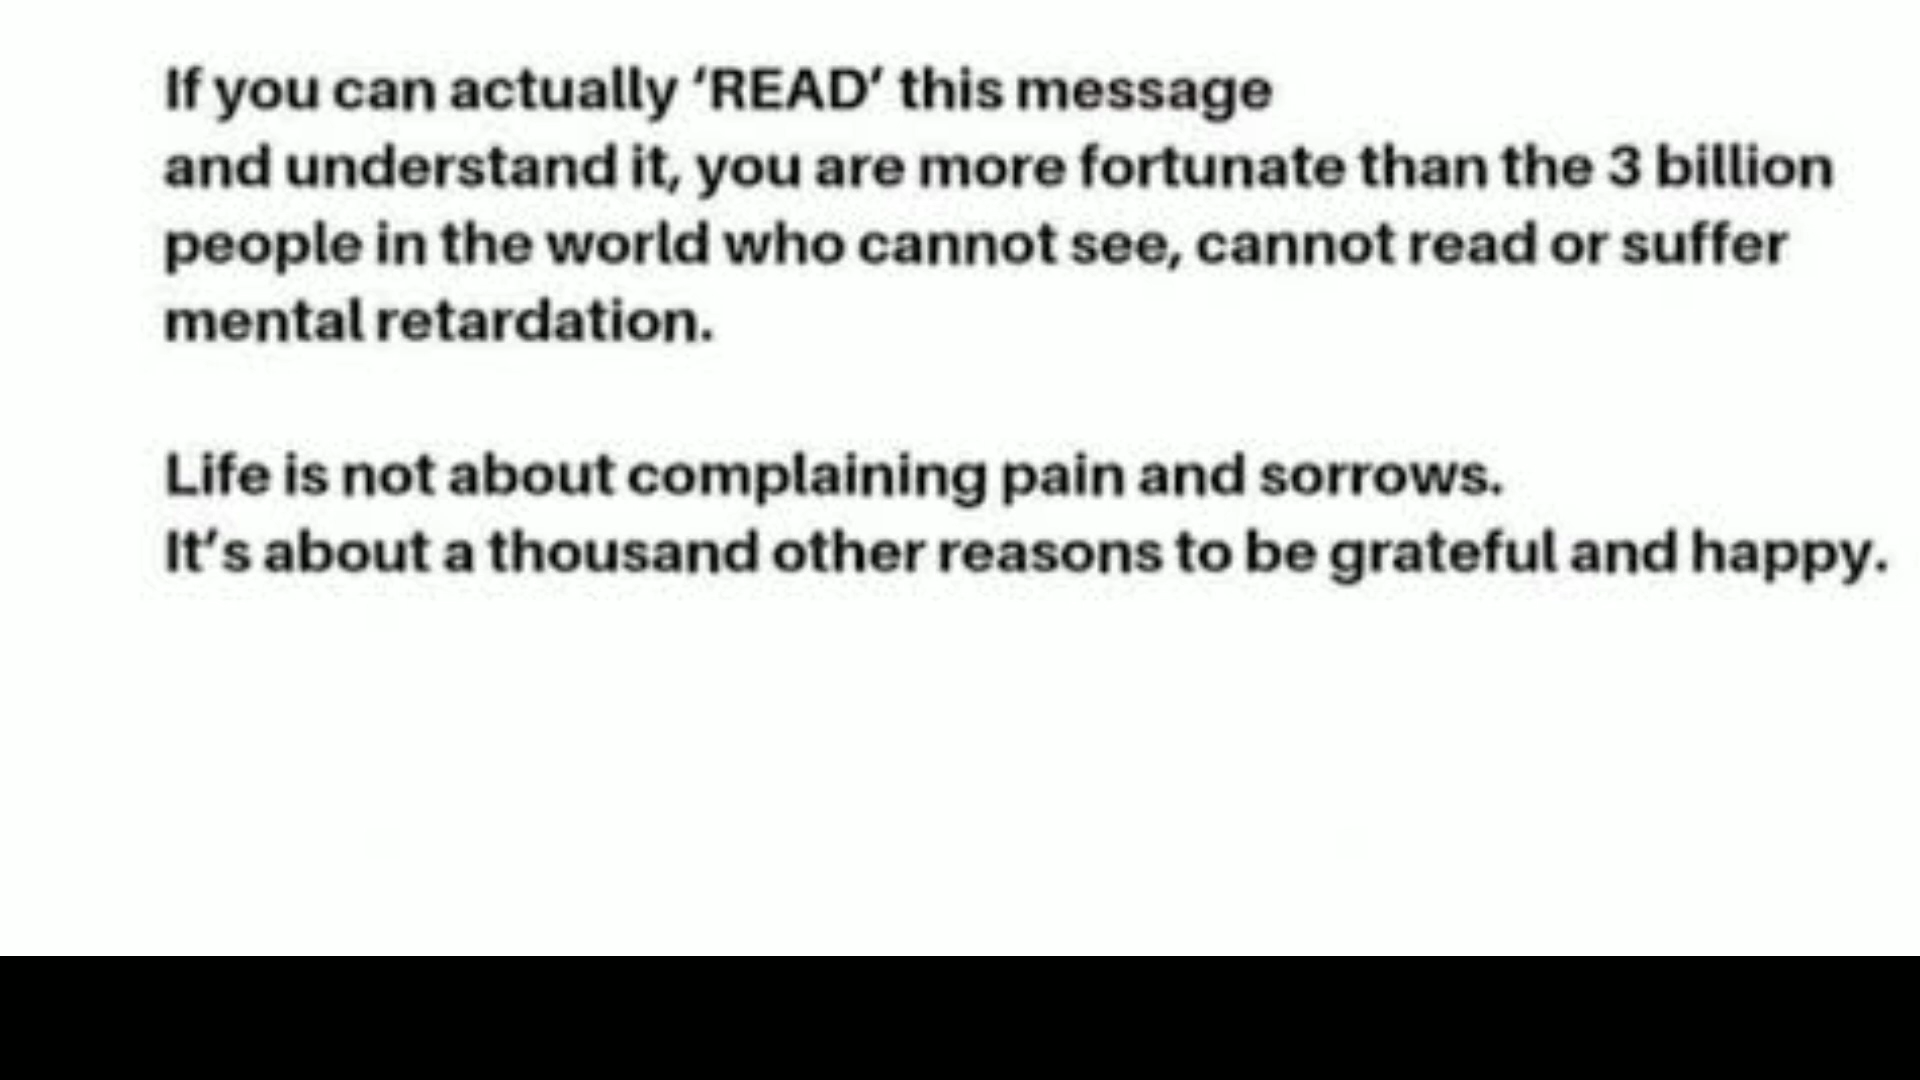 If you can actually ‘READ’ this message
and understand it, you are more fortunate than the 3 billion
people in the world who cannot see, cannot read or suffer
mental retardation.
Life is not about complaining pain and sorrows.
It’s about a thousand other reasons to be grateful and happy.